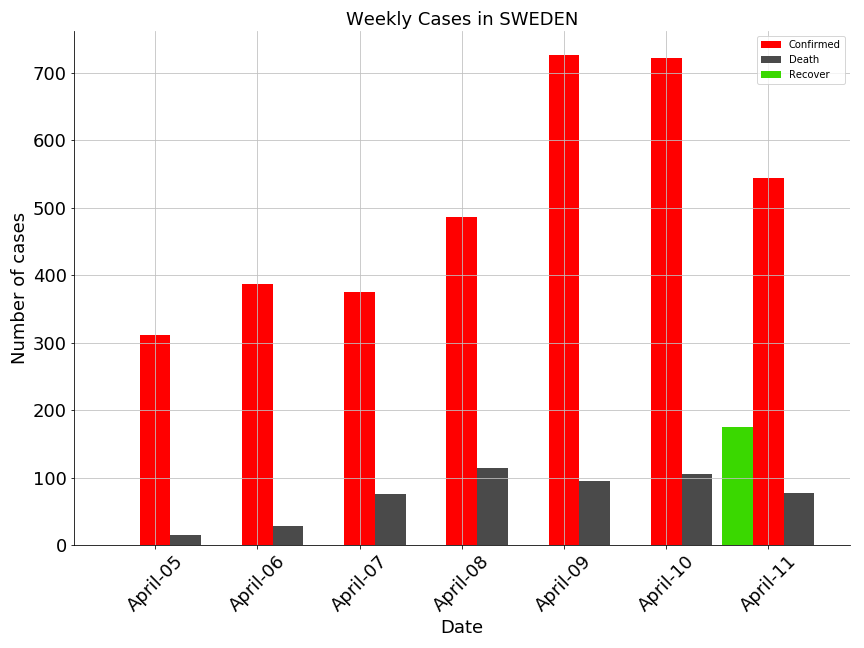 Weekly Cases in SWEDEN
Confirmed
Death
Recover
Number of cases
700
600
500
400
300
200
100
0
April-05
April-06
April-07
April-08
April-09
April-10
April-11
Date